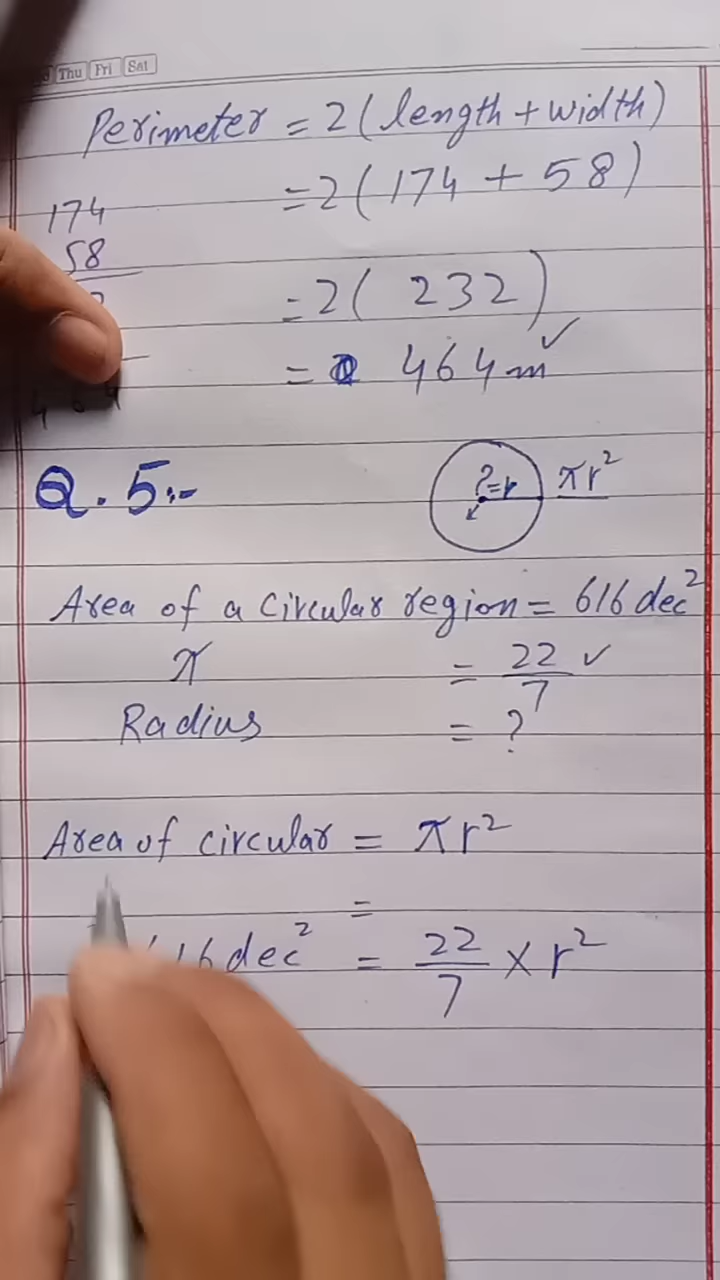 Thu Fri Sat
Perimeter = 2 (length + width)
174 = 2 (174 + 58)
58
= 2 ( 232 )
= 464 m ✓
Q. 5:-
?=r πr²
Area of a circular region = 616 dec²
π = 22/7 ✓
Radius = ?
Area of circular = πr²
=
616 dec² = 22/7 × r²